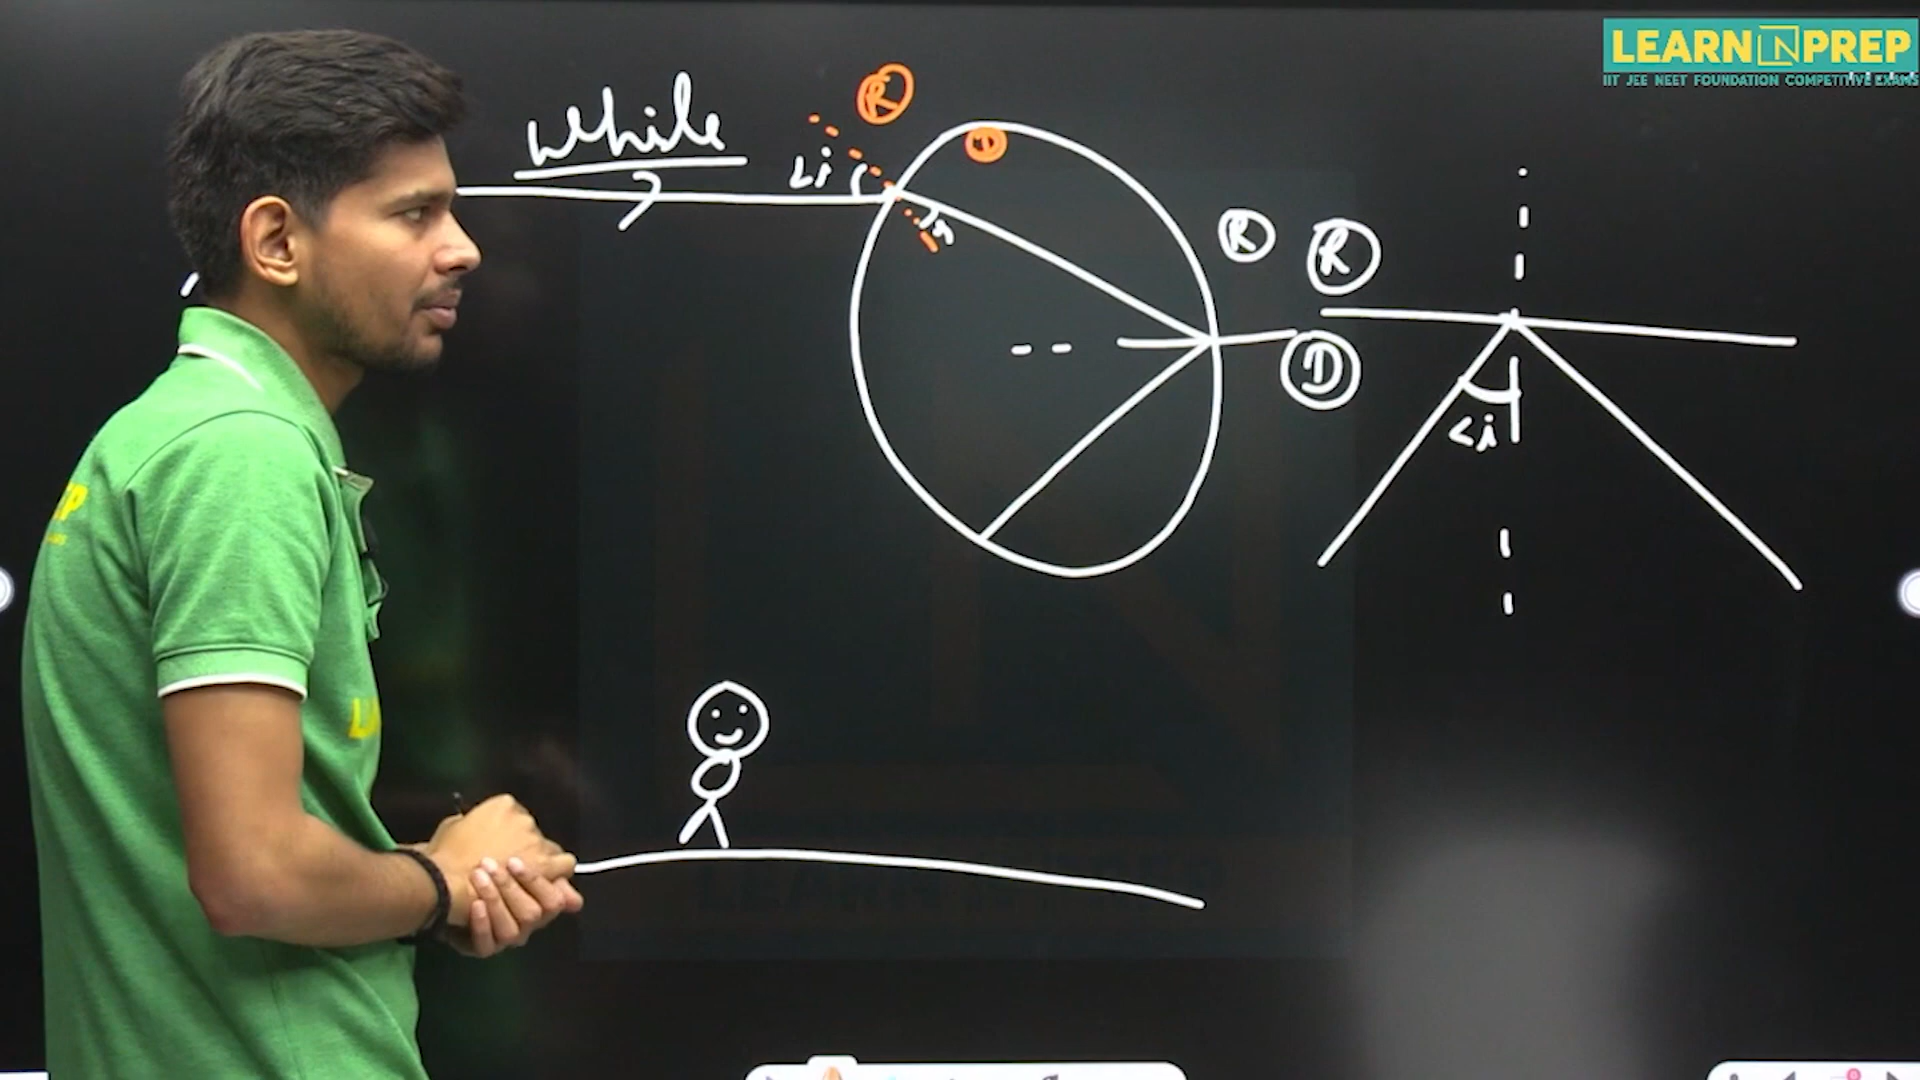 LEARN N PREP
IIT JEE NEET FOUNDATION COMPETITIVE EXAMS
While
R
D
∠i
r
R
R
D
∠i